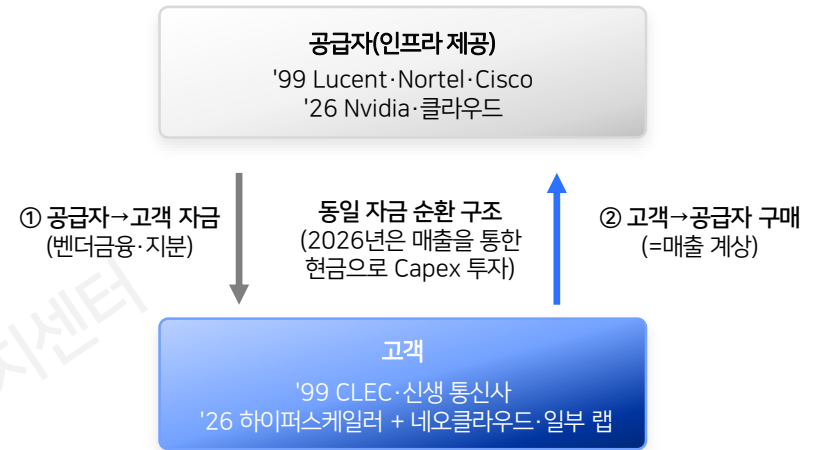 공급자(인프라 제공)
'99 Lucent·Nortel·Cisco
'26 Nvidia·클라우드
① 공급자→고객 자금
(벤더금융·지분)
동일 자금 순환 구조
(2026년은 매출을 통한
현금으로 Capex 투자)
② 고객→공급자 구매
(=매출 계상)
고객
'99 CLEC·신생 통신사
'26 하이퍼스케일러 + 네오클라우드·일부 랩